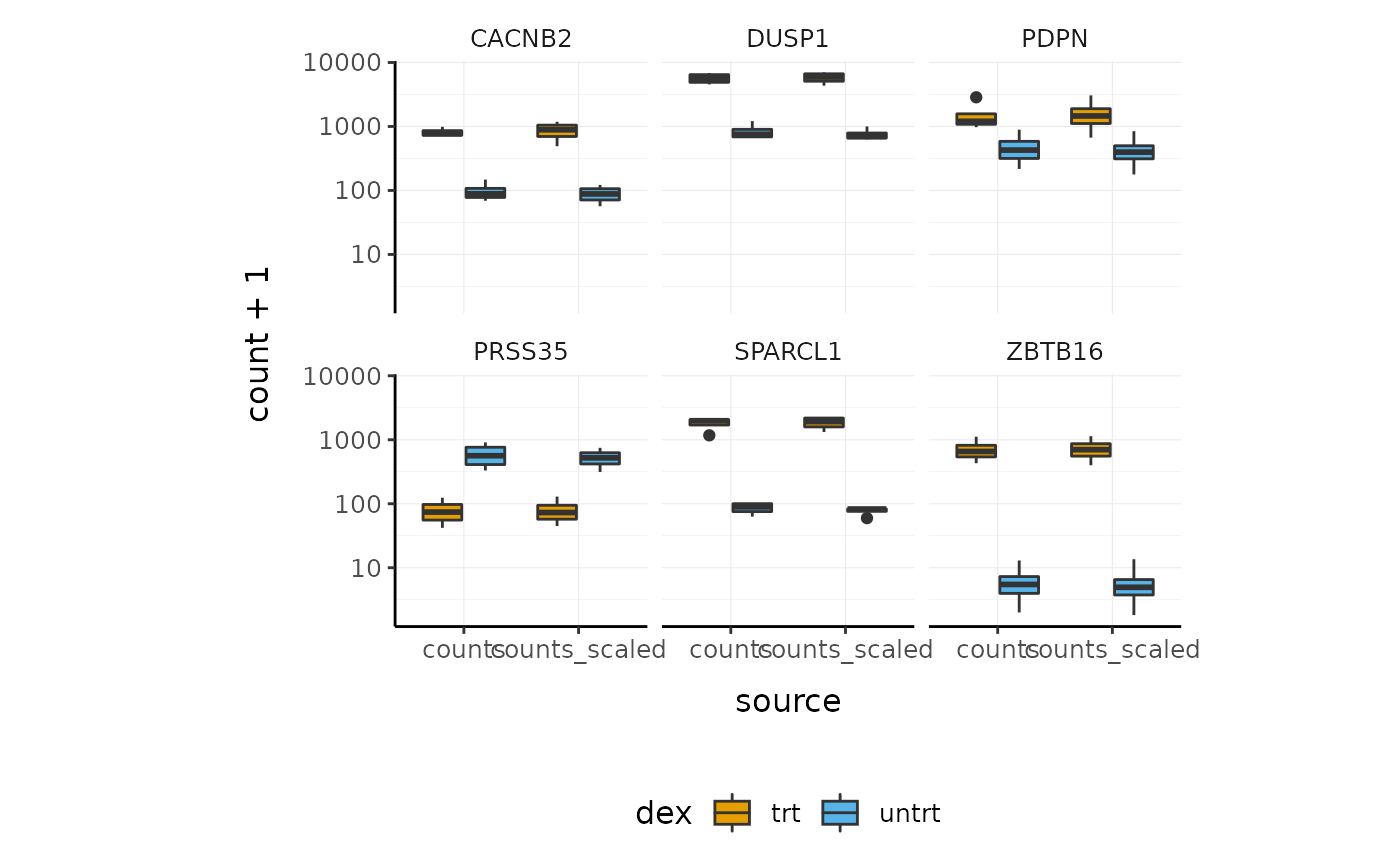 CACNB2 DUSP1 PDPN
10000
1000
100
10
count + 1
PRSS35 SPARCL1 ZBTB16
10000
1000
100
10
counts counts_scaled counts counts_scaled counts counts_scaled
source
dex trt untrt